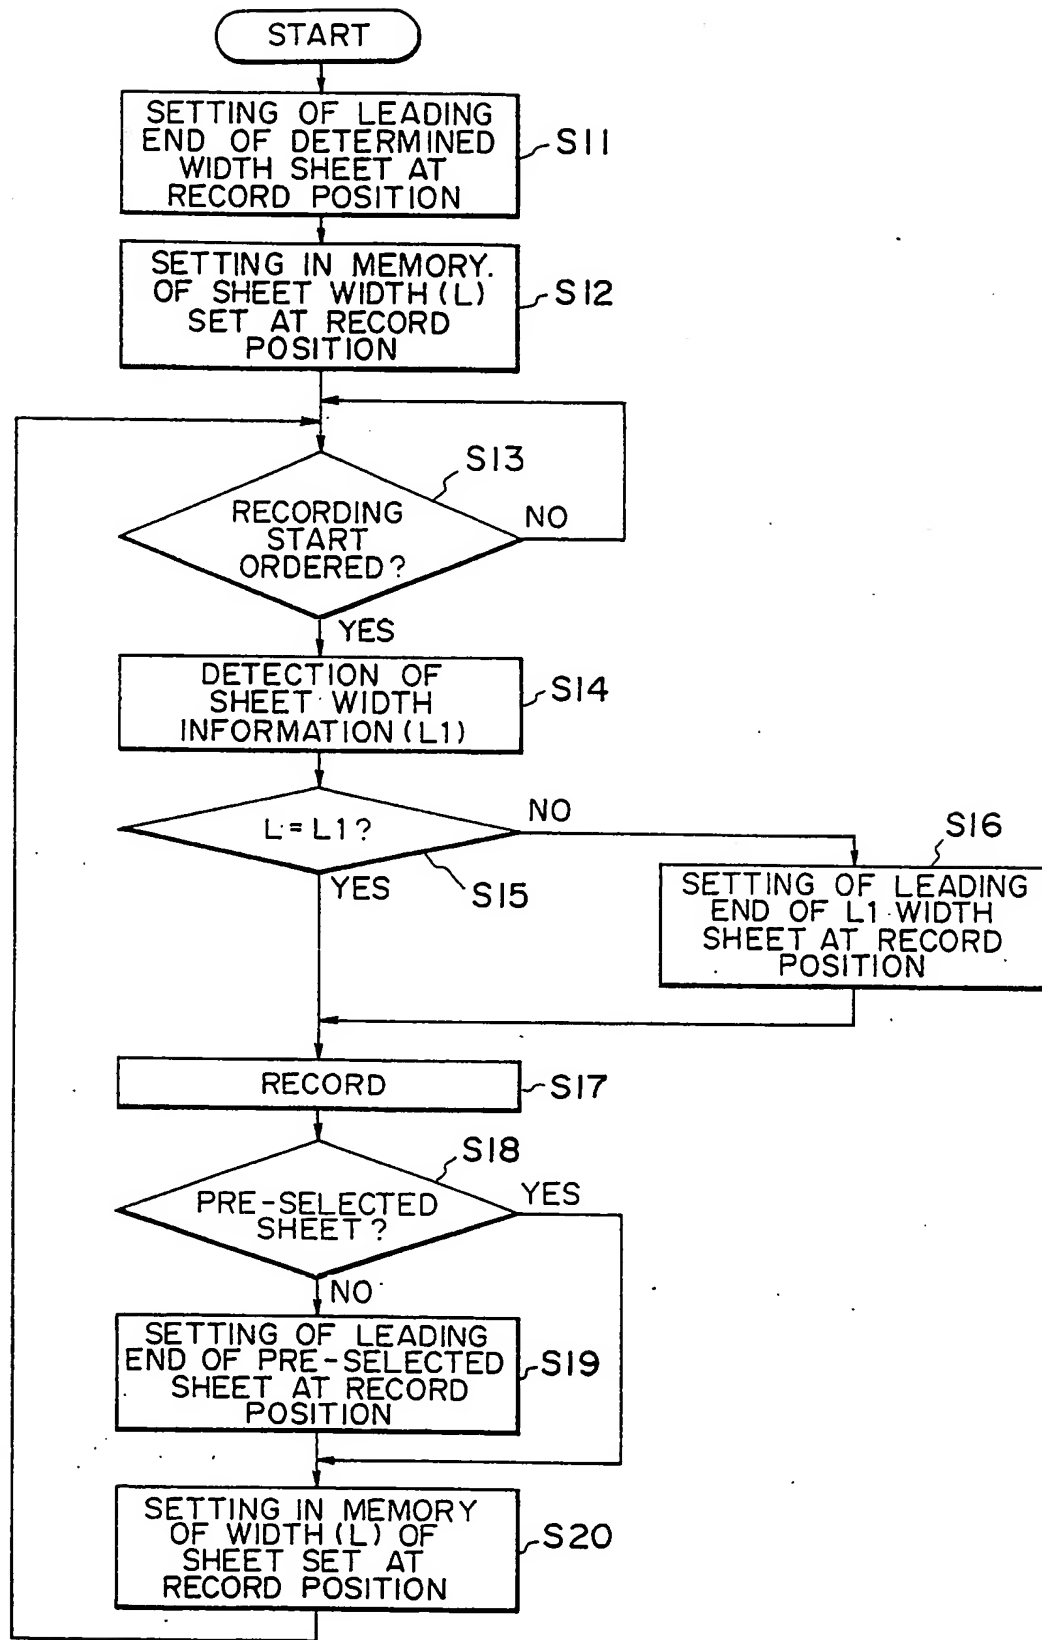 START
SETTING OF LEADING
END OF DETERMINED
WIDTH SHEET AT
RECORD POSITION
S11
SETTING IN MEMORY.
OF SHEET WIDTH (L)
SET AT RECORD
POSITION
S12
S13
RECORDING
START
ORDERED?
NO
YES
DETECTION OF
SHEET WIDTH
INFORMATION (L1)
S14
L = L1?
NO
YES
S15
S16
SETTING OF LEADING
END OF L1 WIDTH
SHEET AT RECORD
POSITION
RECORD
S17
S18
PRE-SELECTED
SHEET?
YES
NO
SETTING OF LEADING
END OF PRE-SELECTED
SHEET AT RECORD
POSITION
S19
SETTING IN MEMORY
OF WIDTH (L) OF
SHEET SET AT
RECORD POSITION
S20